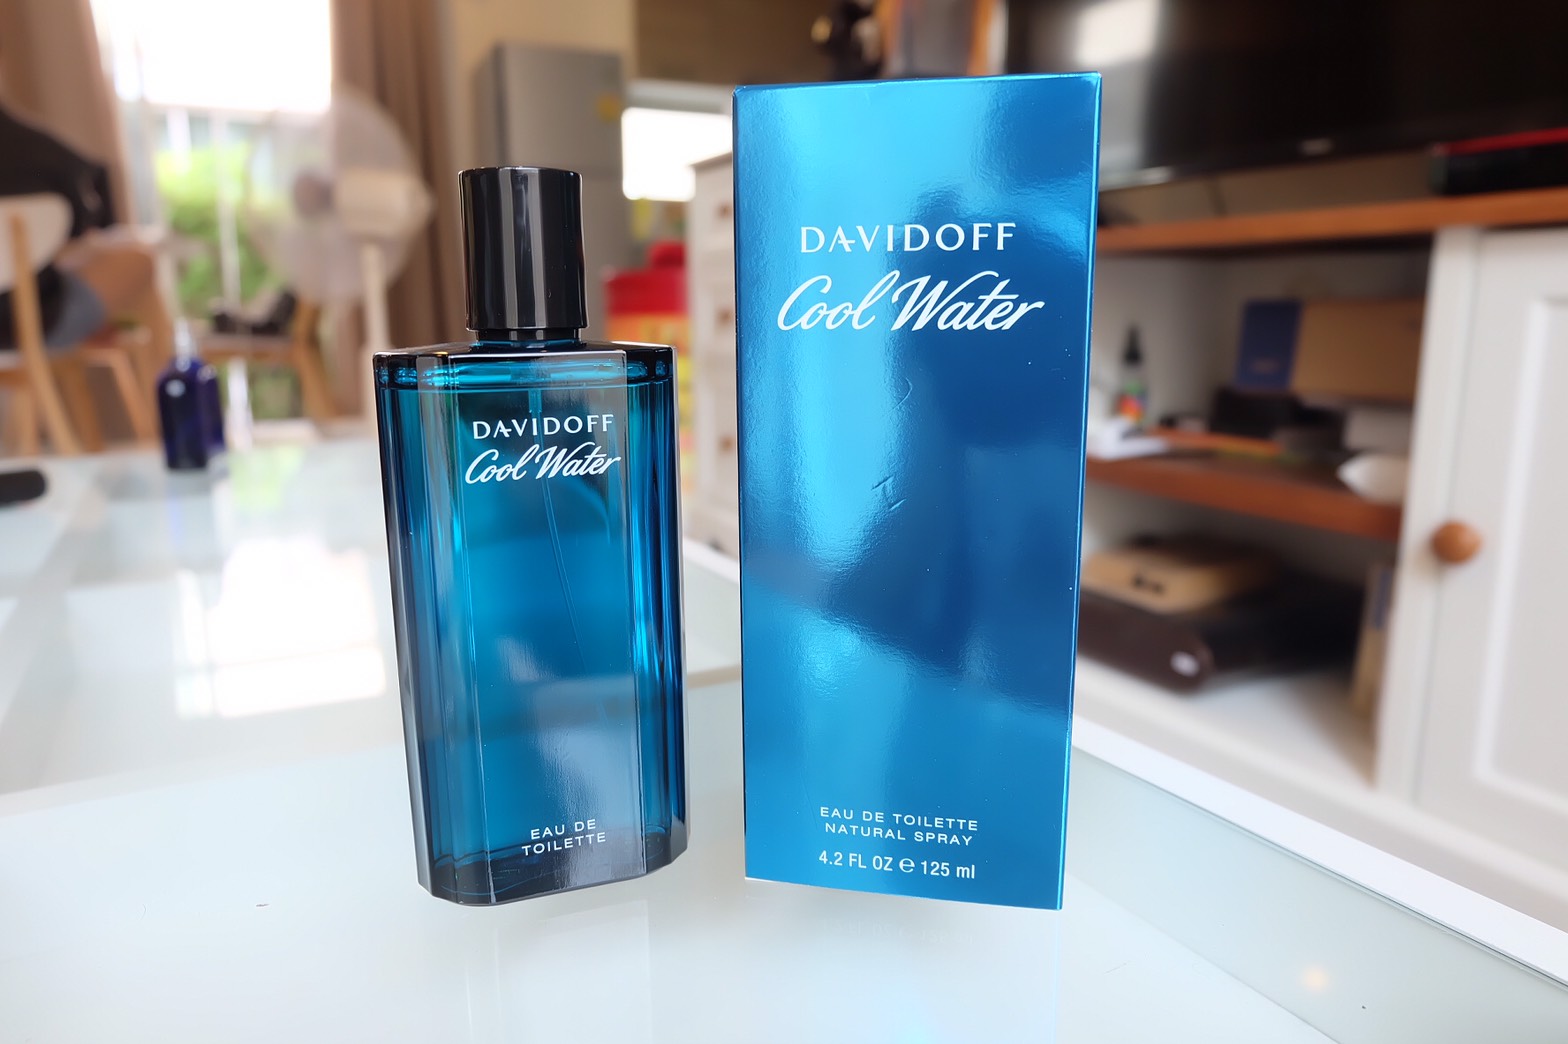 DAVIDOFF
Cool Water
EAU DE
TOILETTE
DAVIDOFF
Cool Water
EAU DE TOILETTE
NATURAL SPRAY
4.2 FL OZ ℮ 125 ml